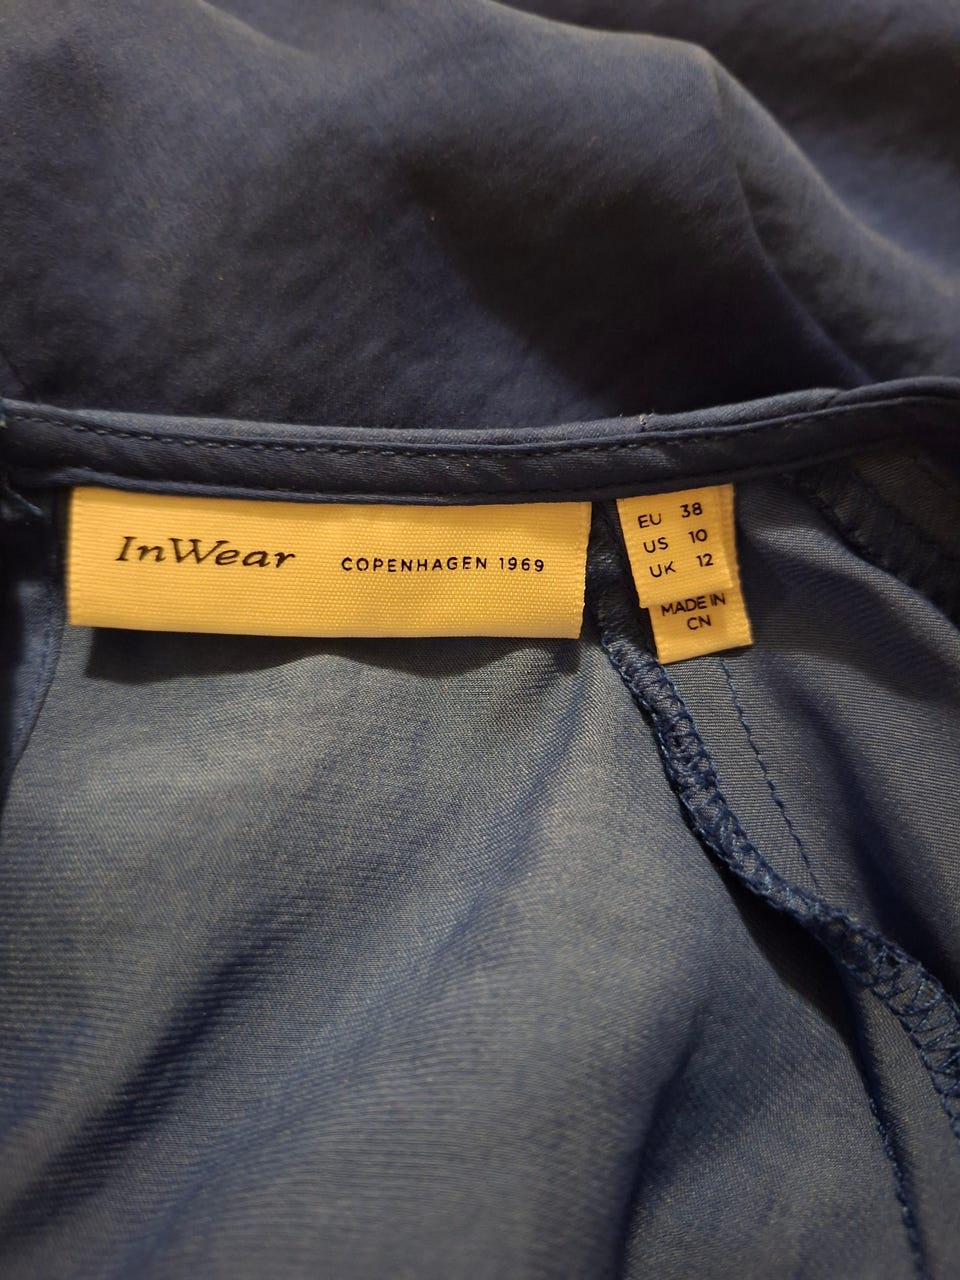 InWear COPENHAGEN 1969
EU 38
US 10
UK 12
MADE IN
CN